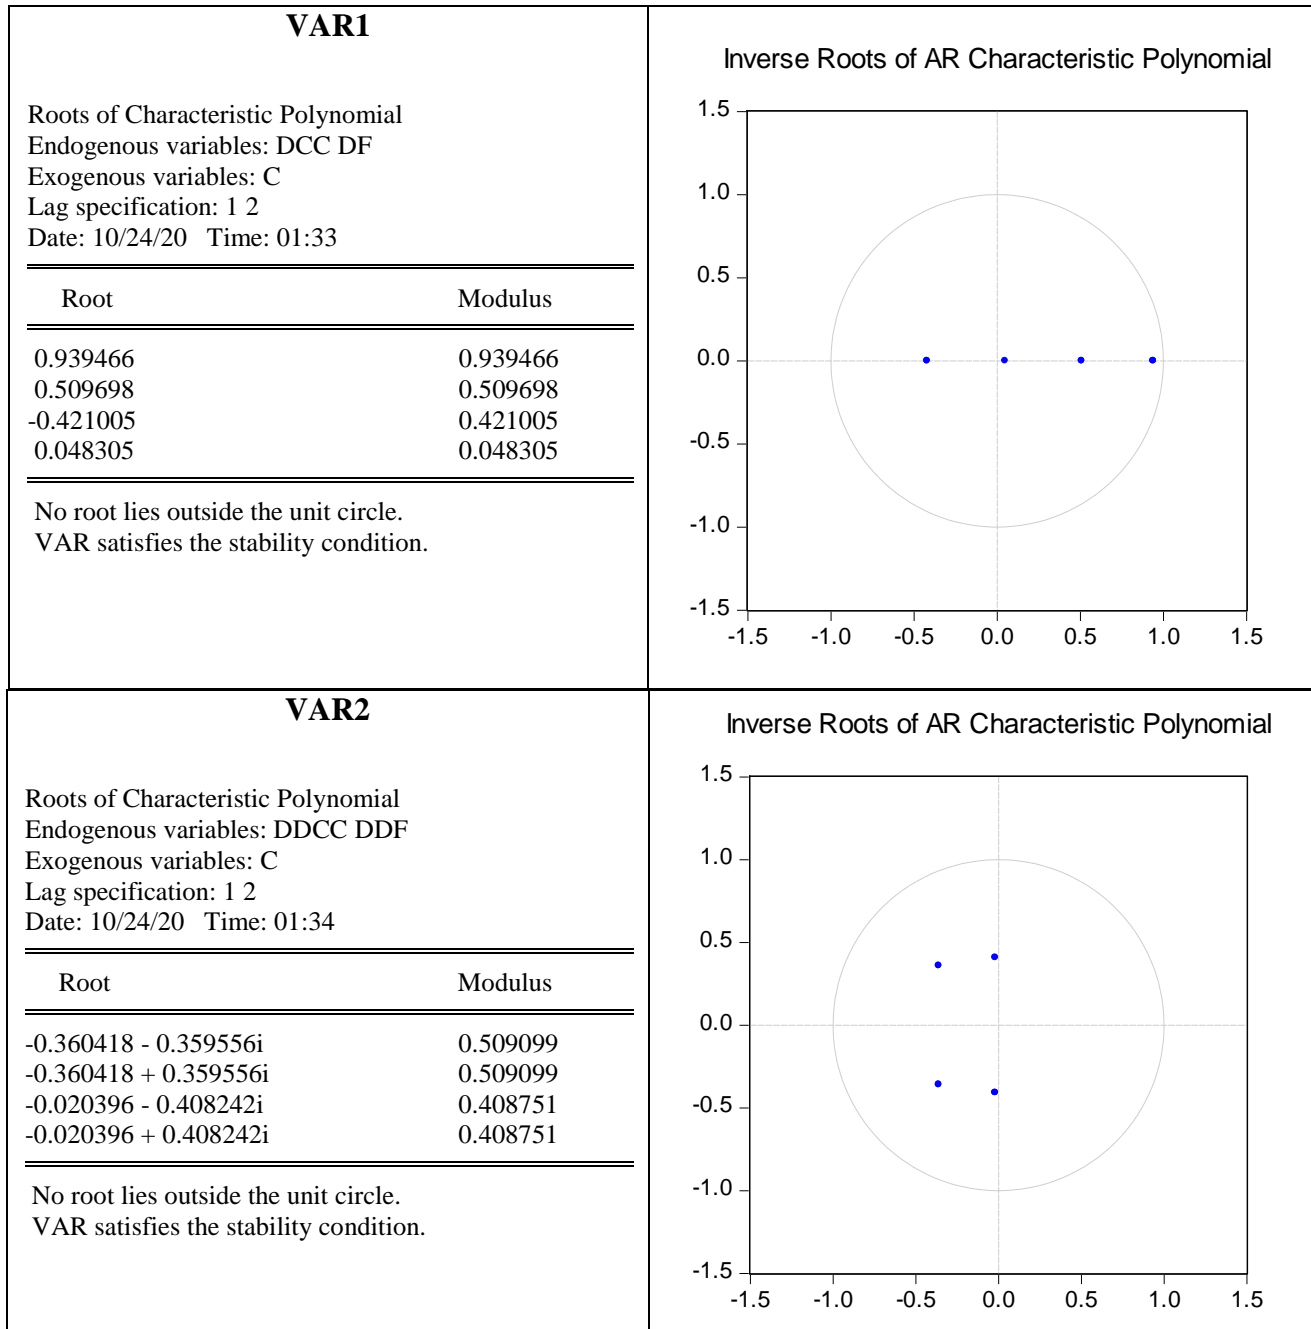 VAR1
Roots of Characteristic Polynomial
Endogenous variables: DCC DF
Exogenous variables: C
Lag specification: 1 2
Date: 10/24/20 Time: 01:33
Root Modulus
0.939466 0.939466
0.509698 0.509698
-0.421005 0.421005
0.048305 0.048305
No root lies outside the unit circle.
VAR satisfies the stability condition.
Inverse Roots of AR Characteristic Polynomial
1.5
1.0
0.5
0.0
-0.5
-1.0
-1.5
-1.5 -1.0 -0.5 0.0 0.5 1.0 1.5
VAR2
Roots of Characteristic Polynomial
Endogenous variables: DDCC DDF
Exogenous variables: C
Lag specification: 1 2
Date: 10/24/20 Time: 01:34
Root Modulus
-0.360418 - 0.359556i 0.509099
-0.360418 + 0.359556i 0.509099
-0.020396 - 0.408242i 0.408751
-0.020396 + 0.408242i 0.408751
No root lies outside the unit circle.
VAR satisfies the stability condition.
Inverse Roots of AR Characteristic Polynomial
1.5
1.0
0.5
0.0
-0.5
-1.0
-1.5
-1.5 -1.0 -0.5 0.0 0.5 1.0 1.5